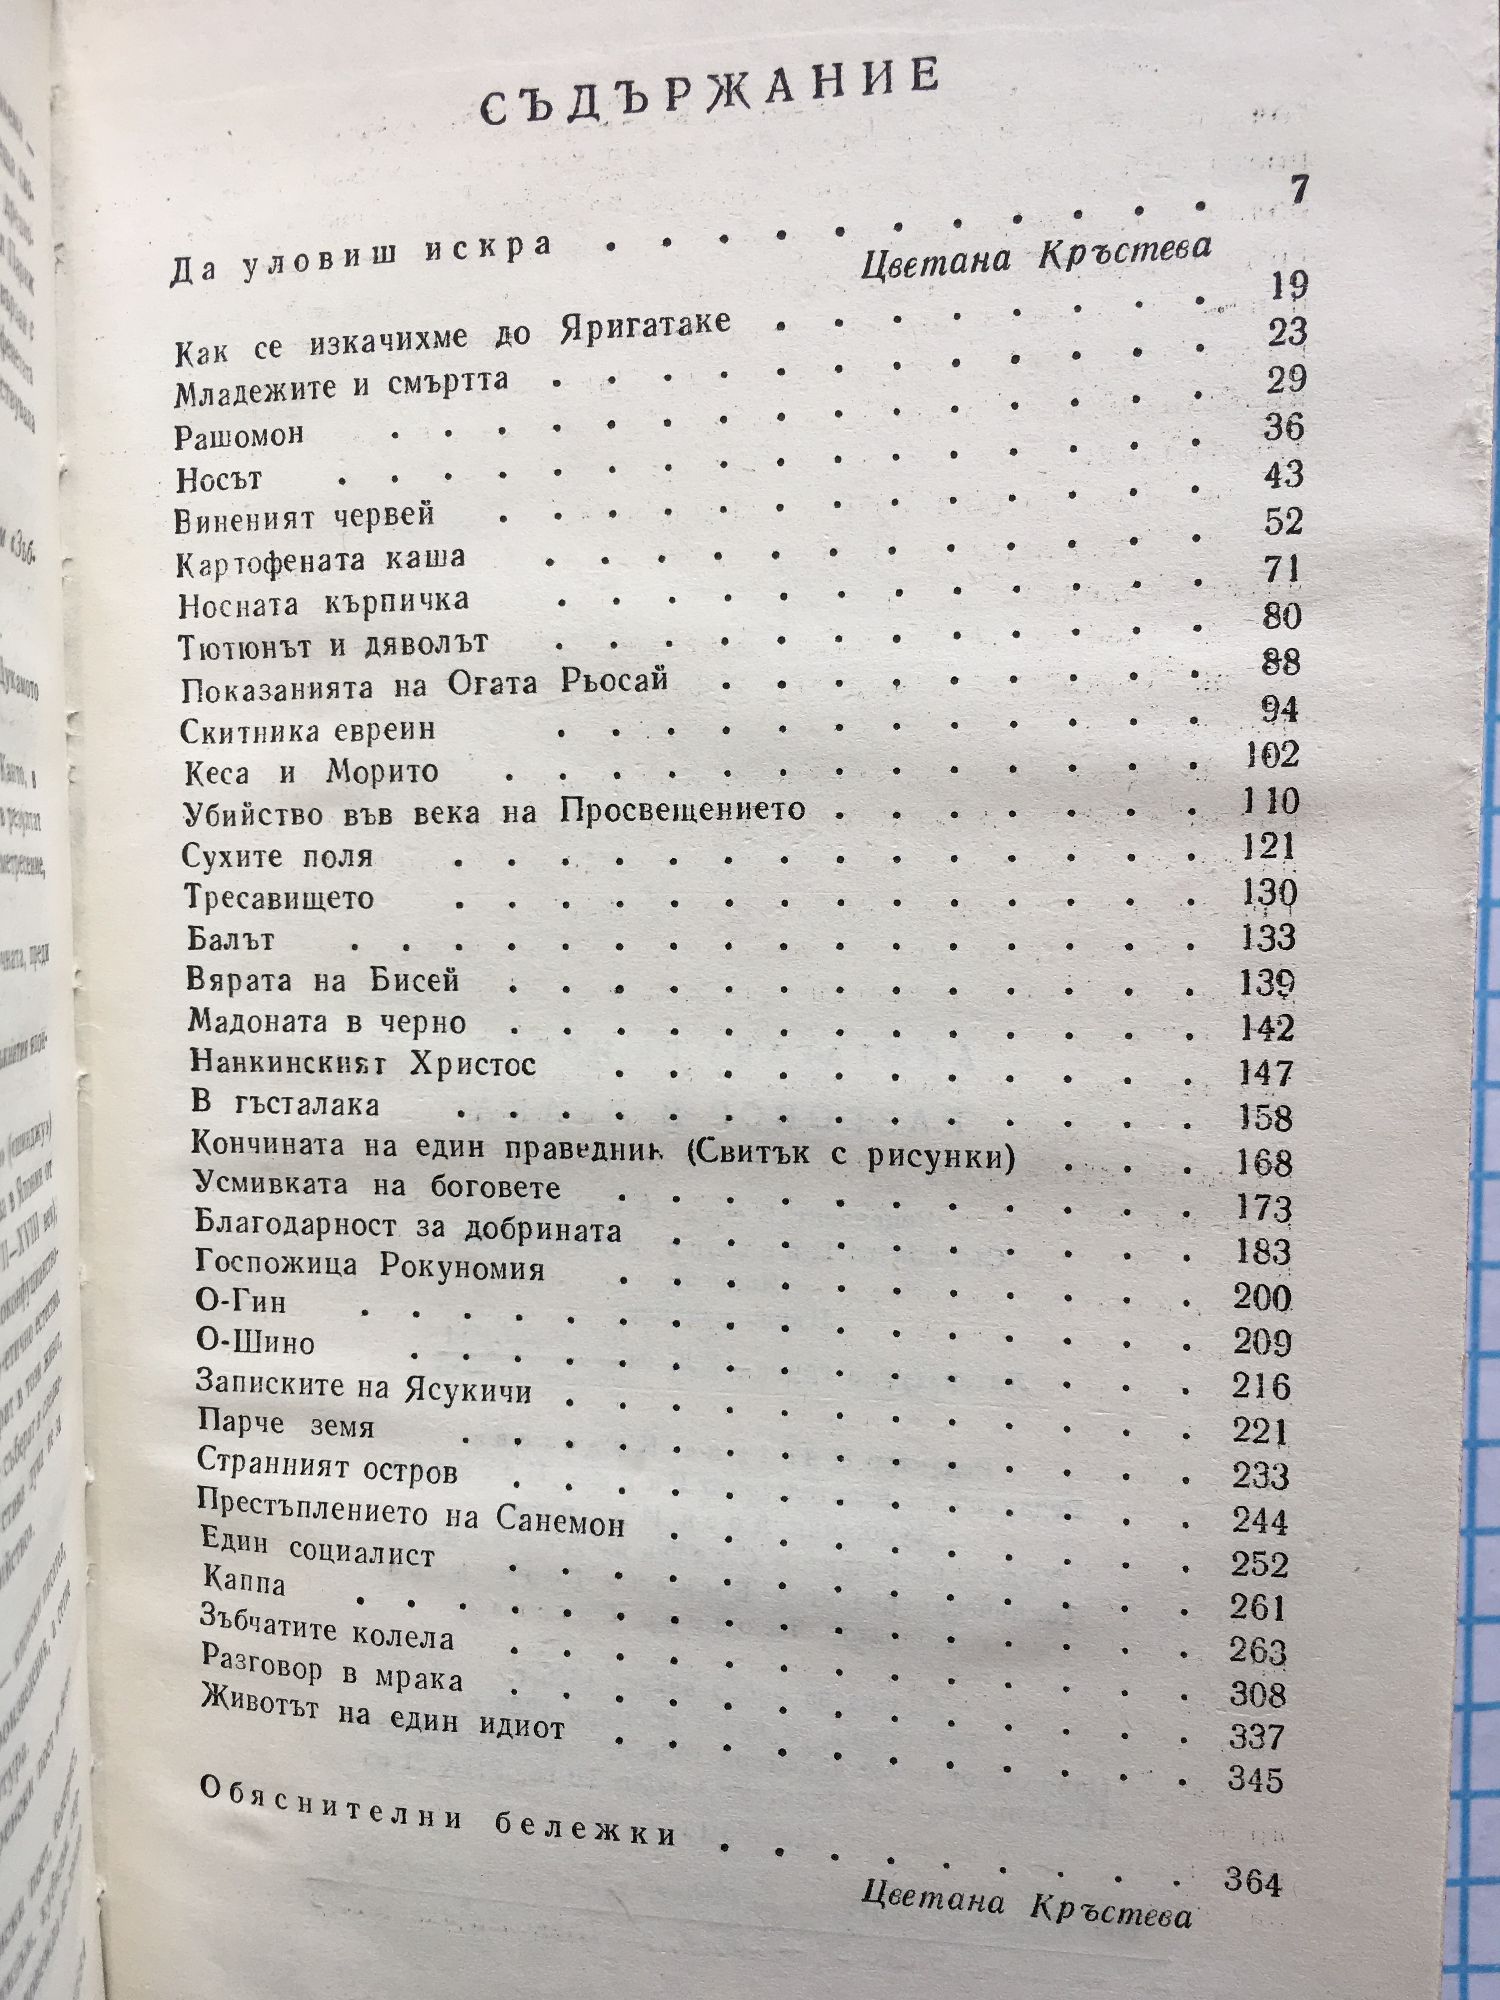 СЪДЪРЖАНИЕ
Да уловиш искра . . . . . . . . . . . 7
Цветана Кръстева
Как се изкачихме до Яригатаке . . . . . . . . 19
Младежите и смъртта . . . . . . . . . . . 23
Рашомон . . . . . . . . . . . . . . 29
Носът . . . . . . . . . . . . . . . 36
Виненият червей . . . . . . . . . . . . 43
Картофената каша . . . . . . . . . . . 52
Носната кърпичка . . . . . . . . . . . 71
Тютюнът и дяволът . . . . . . . . . . . 80
Показанията на Огата Рьосай . . . . . . . . 88
Скитника евреин . . . . . . . . . . . 94
Кеса и Морито . . . . . . . . . . . . 102
Убийство във века на Просвещението . . . . . . 110
Сухите поля . . . . . . . . . . . . . 121
Тресавището . . . . . . . . . . . . . 130
Балът . . . . . . . . . . . . . . . 133
Вярата на Бисей . . . . . . . . . . . . 139
Мадоната в черно . . . . . . . . . . . . 142
Нанкинският Христос . . . . . . . . . . 147
В гъсталака . . . . . . . . . . . . . 158
Кончината на един праведник (Свитък с рисунки) . . . 168
Усмивката на боговете . . . . . . . . . . 173
Благодарност за добрината . . . . . . . . . 183
Госпожица Рокуномия . . . . . . . . . . 200
О-Гин . . . . . . . . . . . . . . . 209
О-Шино . . . . . . . . . . . . . . 216
Записките на Ясукичи . . . . . . . . . . . 221
Парче земя . . . . . . . . . . . . . 233
Странният остров . . . . . . . . . . . . 244
Престъплението на Санемон . . . . . . . . . 252
Един социалист . . . . . . . . . . . . 261
Каппа . . . . . . . . . . . . . . . 263
Зъбчатите колела . . . . . . . . . . . . 308
Разговор в мрака . . . . . . . . . . . . 337
Животът на един идиот . . . . . . . . . . 345
Обяснителни бележки . . . . . . . . . 364
Цветана Кръстева